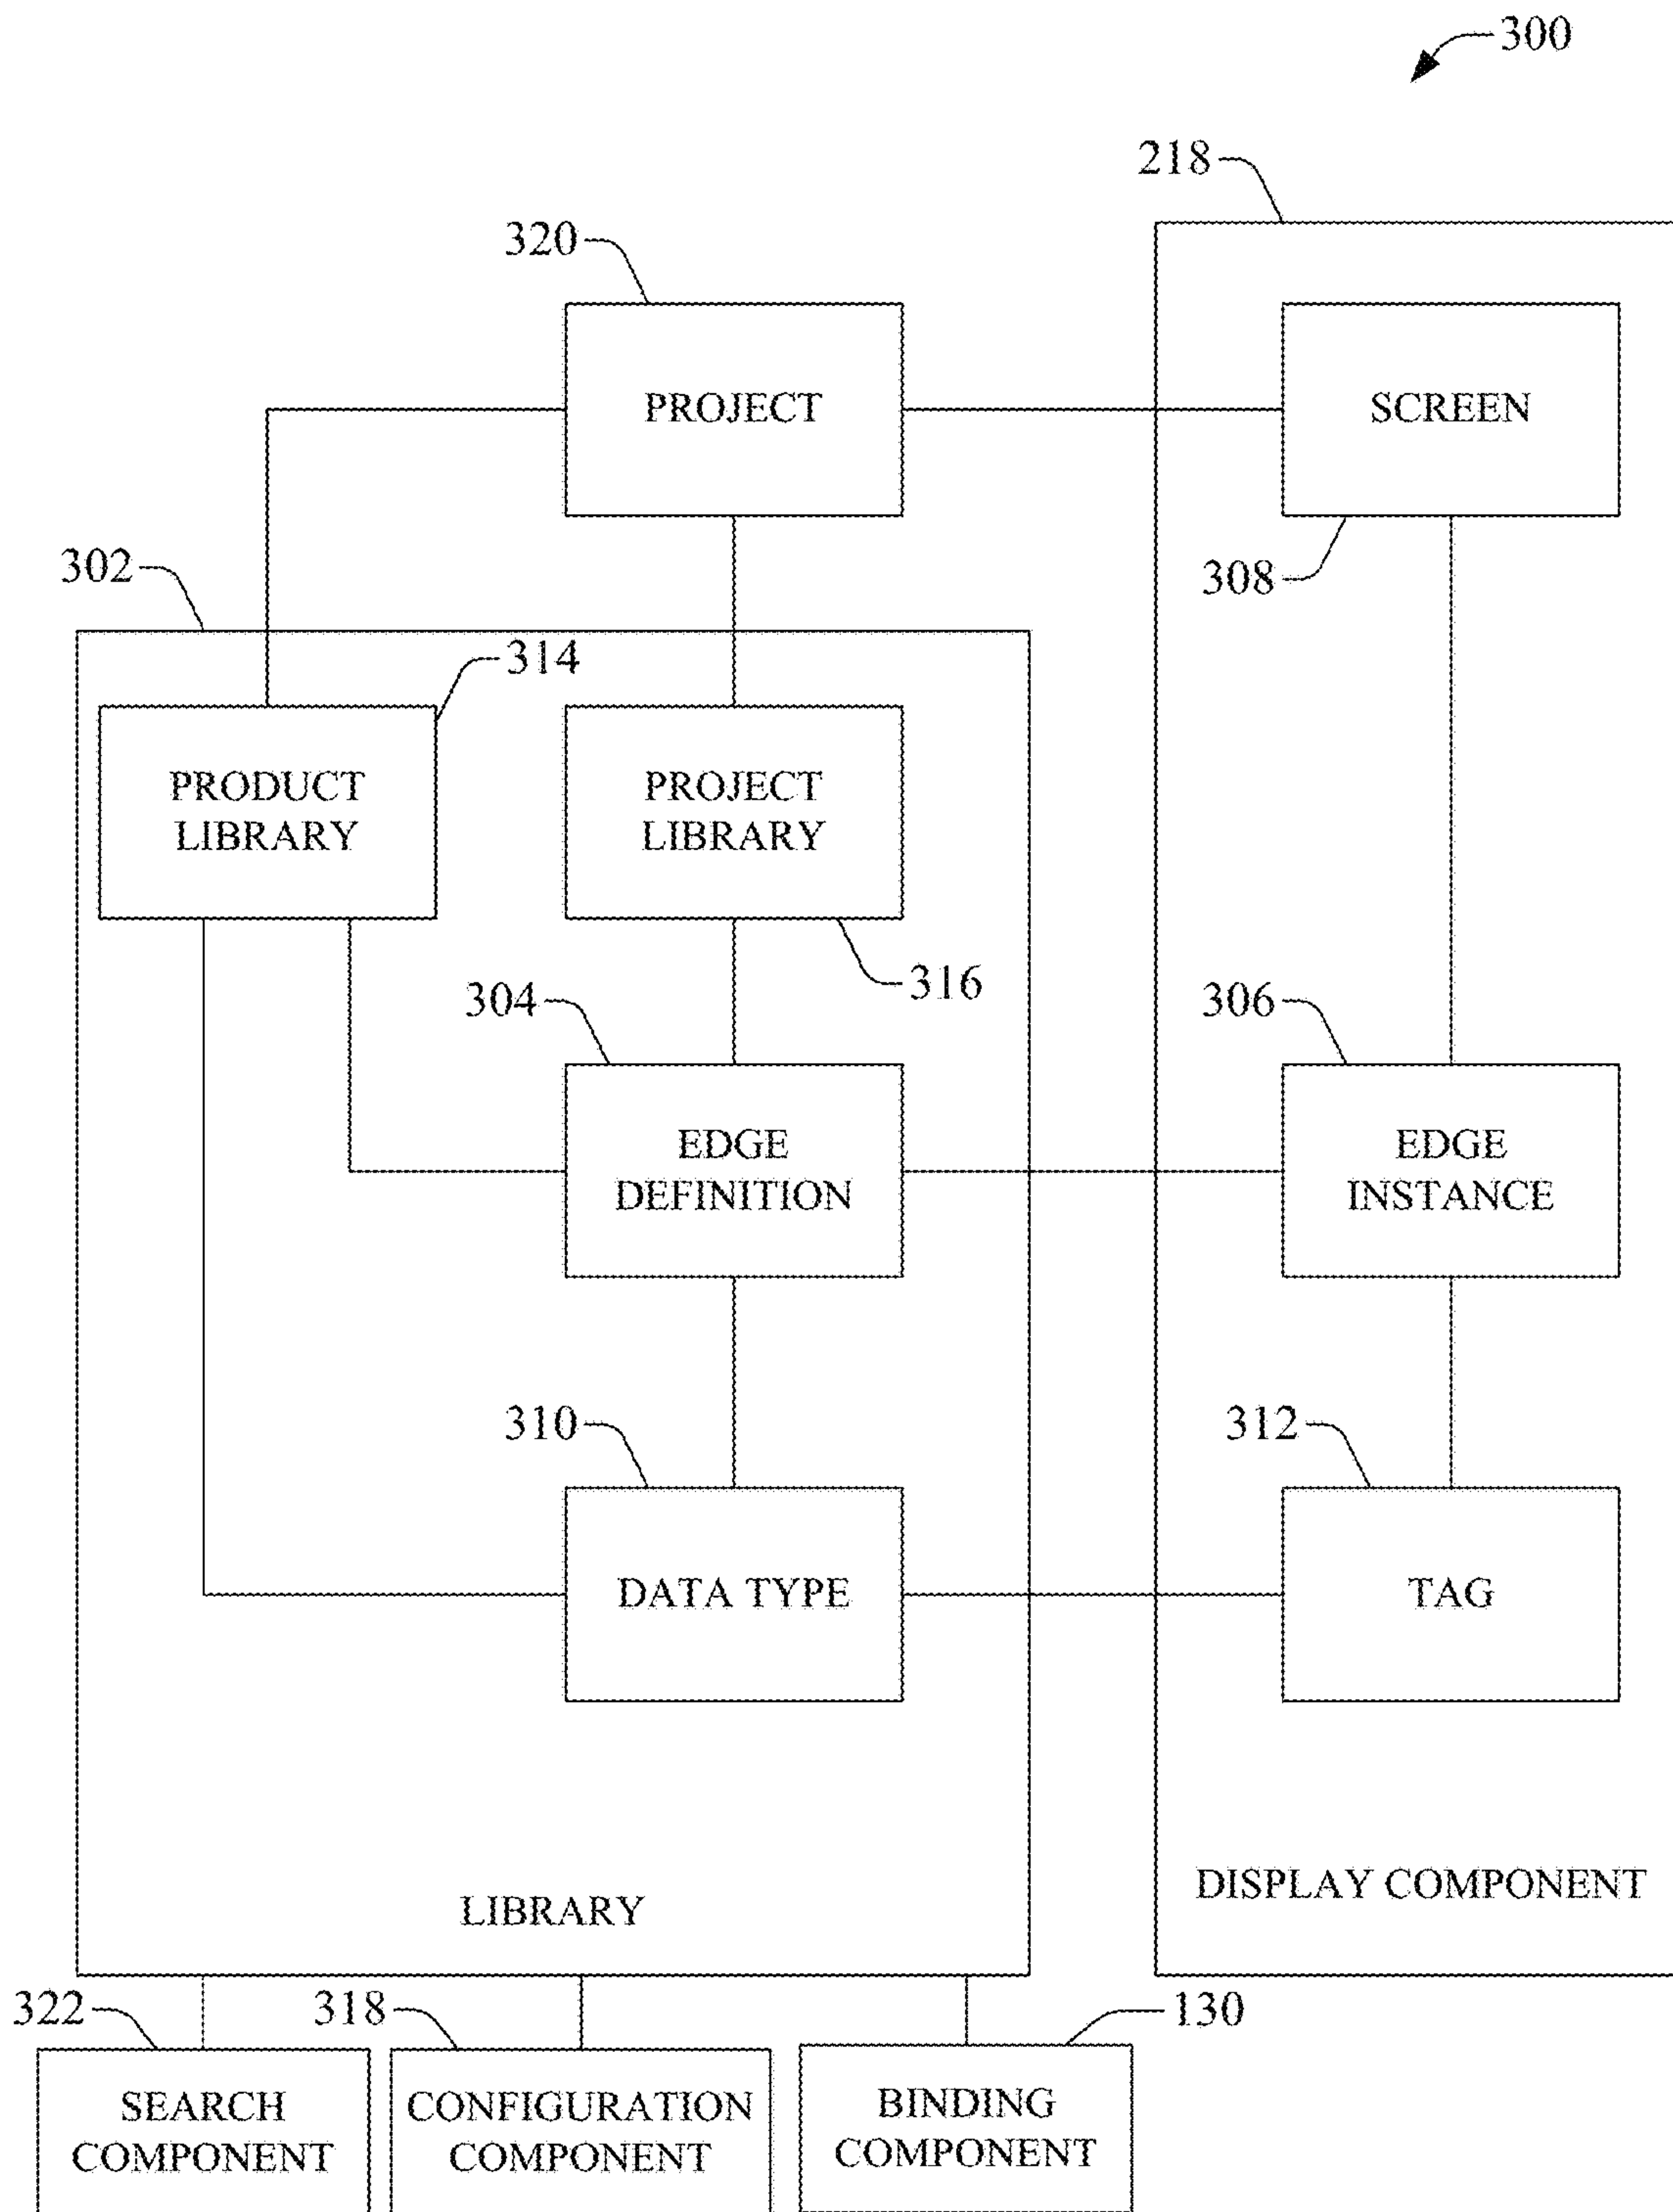 300
218
320
PROJECT
SCREEN
302
308
314
PRODUCT
LIBRARY
PROJECT
LIBRARY
316
304
306
EDGE
DEFINITION
EDGE
INSTANCE
310
312
DATA TYPE
TAG
DISPLAY COMPONENT
LIBRARY
322
318
130
SEARCH
COMPONENT
CONFIGURATION
COMPONENT
BINDING
COMPONENT